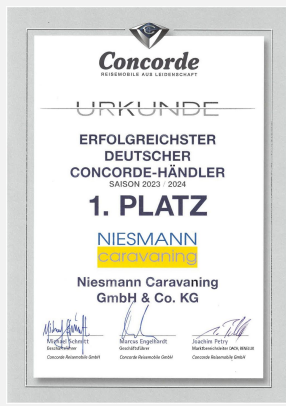 Concorde
REISEMOBILE AUS LEIDENSCHAFT
URKUNDE
ERFOLGREICHSTER
DEUTSCHER
CONCORDE-HÄNDLER
SAISON 2023 / 2024
1. PLATZ
NIESMANN
caravaning
Niesmann Caravaning
GmbH & Co. KG
Michael Schmitt Marcus Engelhardt Joachim Petry
Geschäftsführer Geschäftsführer Marktbereichsleiter
Concorde Reisemobile GmbH Concorde Reisemobile GmbH Concorde Reisemobile GmbH